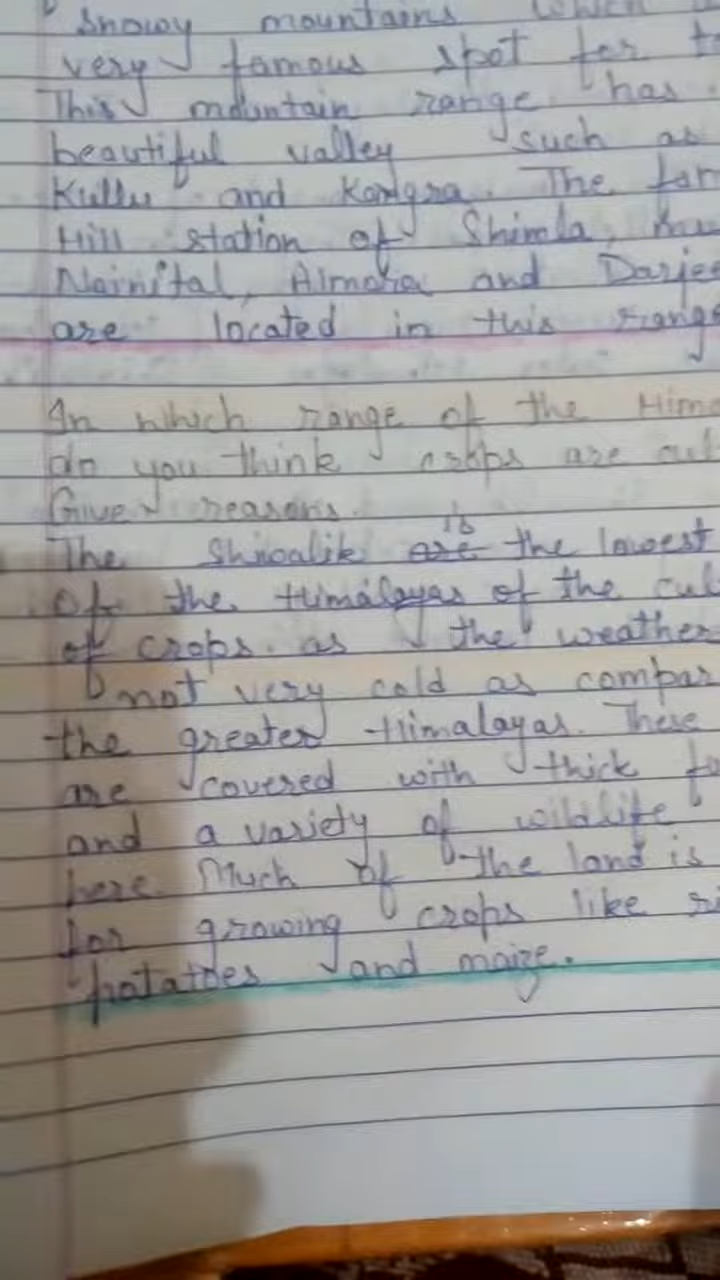 snowy mountains which
very famous spot for
This mountain range has
beautiful valley such as
Kullu and Kangra. The
Hill station of Shimla,
Nainital, Almora and
are located in this
In which range of the
do you think crops are
Give reasons.
is
The Shivalik are the lowest
of the Himalayas of the
of crops. as the weather
not very cold as
the greater Himalayas. These
are covered with thick
and a variety of wildlife
here. Much of the land is
for growing crops like
potatoes and maize.